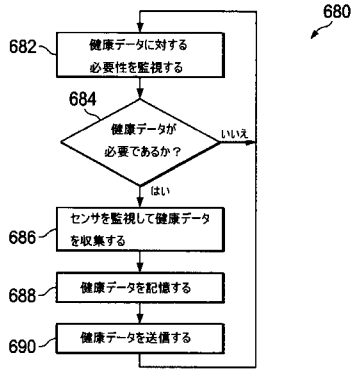 680
682
健康データに対する
必要性を監視する
684
健康データが
必要であるか？
いいえ
はい
686
センサを監視して健康データ
を収集する
688
健康データを記憶する
690
健康データを送信する